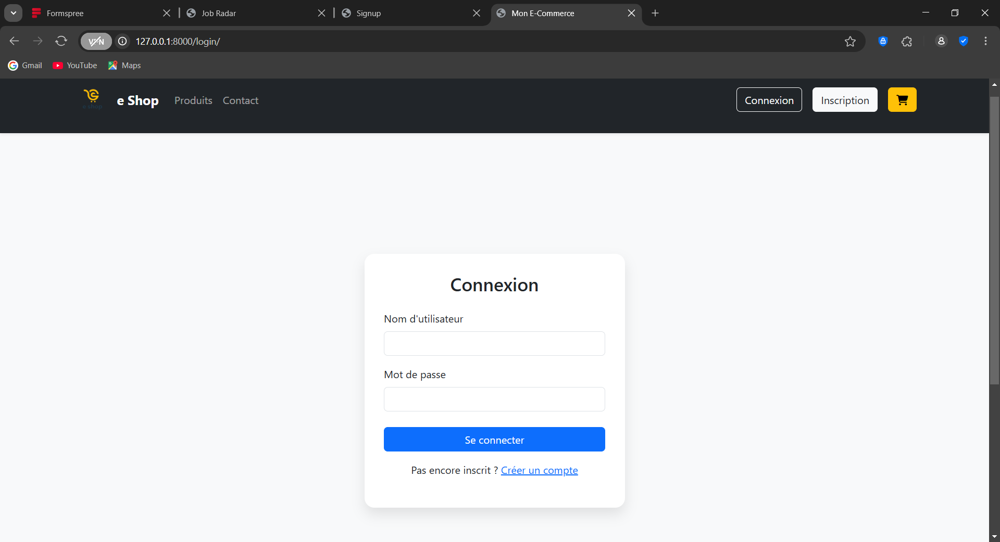 Formspree
Job Radar
Signup
Mon E-Commerce
VPN
127.0.0.1:8000/login/
Gmail
YouTube
Maps
e shop
e Shop
Produits
Contact
Connexion
Inscription
Connexion
Nom d'utilisateur
Mot de passe
Se connecter
Pas encore inscrit ? Créer un compte